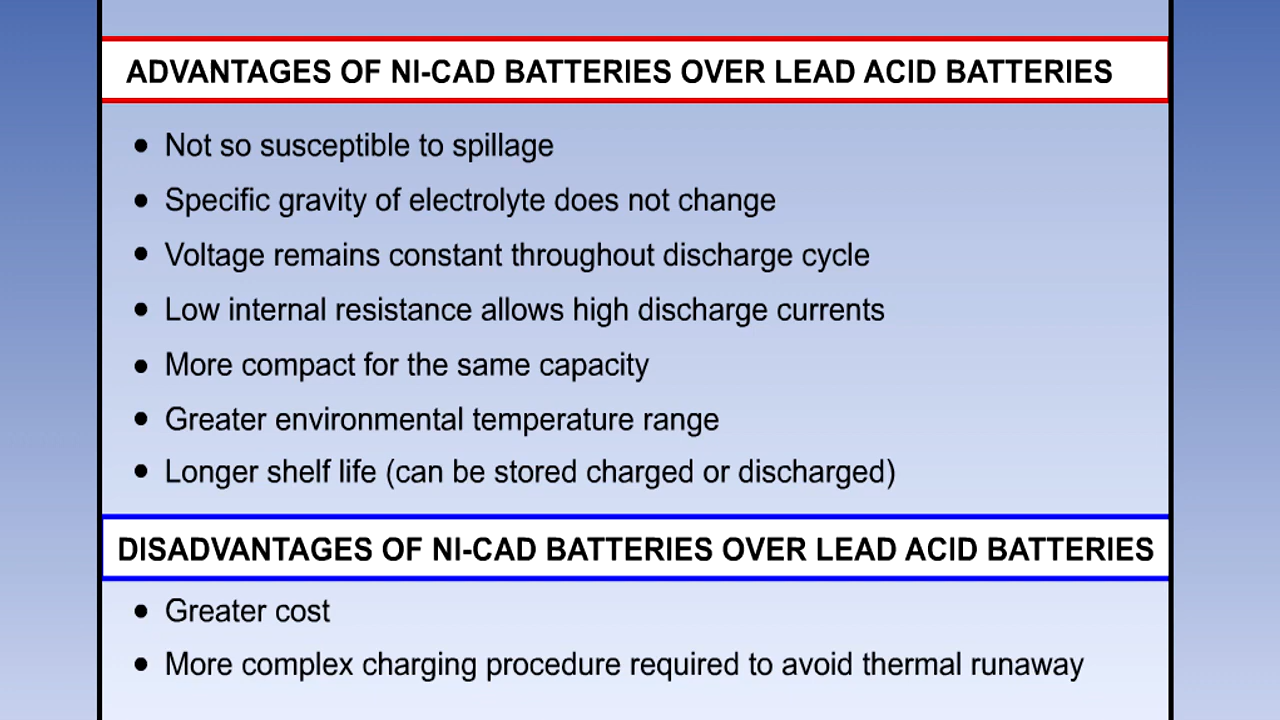 ADVANTAGES OF NI-CAD BATTERIES OVER LEAD ACID BATTERIES
• Not so susceptible to spillage
• Specific gravity of electrolyte does not change
• Voltage remains constant throughout discharge cycle
• Low internal resistance allows high discharge currents
• More compact for the same capacity
• Greater environmental temperature range
• Longer shelf life (can be stored charged or discharged)
DISADVANTAGES OF NI-CAD BATTERIES OVER LEAD ACID BATTERIES
• Greater cost
• More complex charging procedure required to avoid thermal runaway